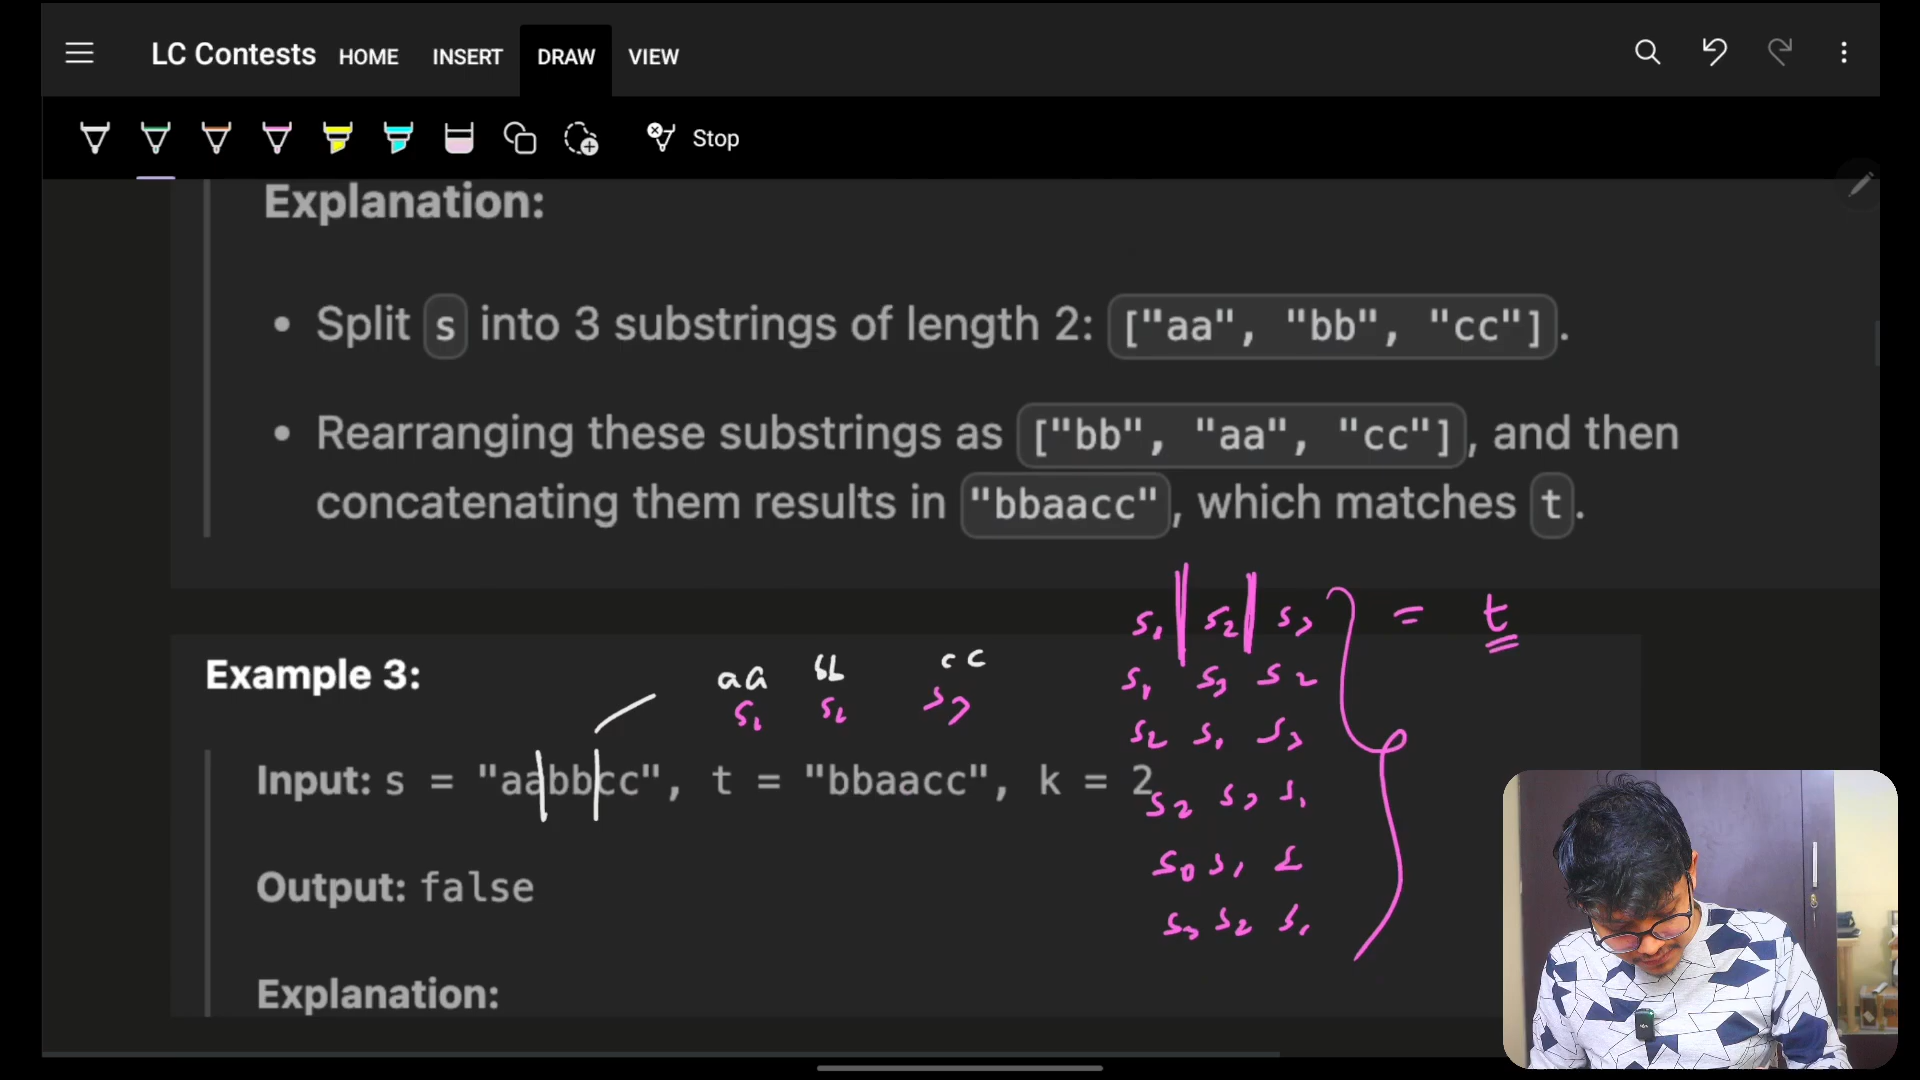 LC Contests HOME INSERT DRAW VIEW
Stop
Explanation:
• Split s into 3 substrings of length 2: ["aa", "bb", "cc"].
• Rearranging these substrings as ["bb", "aa", "cc"], and then
concatenating them results in "bbaacc", which matches t.
s1 | s2 | s3 = t
Example 3:
aa bb cc
s1 s2 s3
s1 s3 s2
s2 s1 s3
Input: s = "aa|bb|cc", t = "bbaacc", k = 2
s2 s3 s1
Output: false
s3 s2 s1
Explanation: